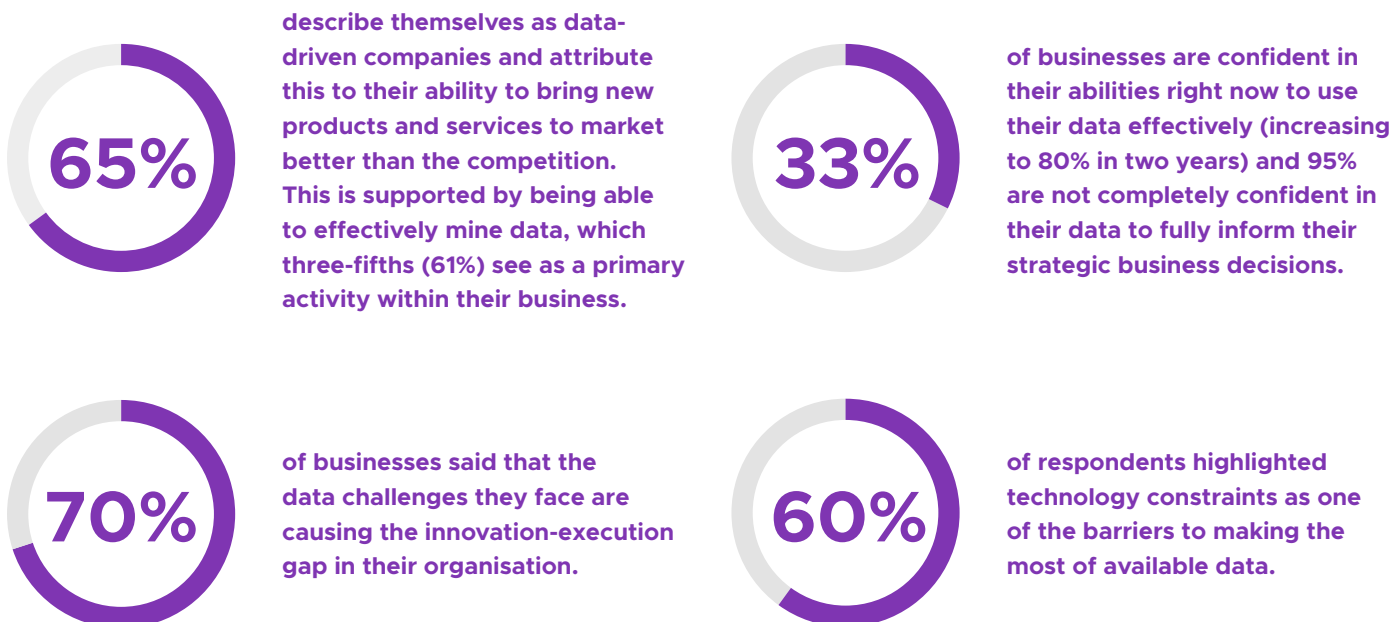 65%
describe themselves as data-
driven companies and attribute
this to their ability to bring new
products and services to market
better than the competition.
This is supported by being able
to effectively mine data, which
three-fifths (61%) see as a primary
activity within their business.
33%
of businesses are confident in
their abilities right now to use
their data effectively (increasing
to 80% in two years) and 95%
are not completely confident in
their data to fully inform their
strategic business decisions.
70%
of businesses said that the
data challenges they face are
causing the innovation-execution
gap in their organisation.
60%
of respondents highlighted
technology constraints as one
of the barriers to making the
most of available data.